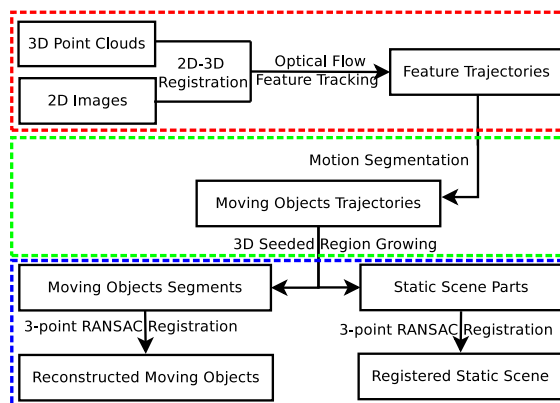 3D Point Clouds
2D-3D
Registration
Optical Flow
Feature Tracking
Feature Trajectories
2D Images
Motion Segmentation
Moving Objects Trajectories
3D Seeded Region Growing
Moving Objects Segments
Static Scene Parts
3-point RANSAC Registration
3-point RANSAC Registration
Reconstructed Moving Objects
Registered Static Scene